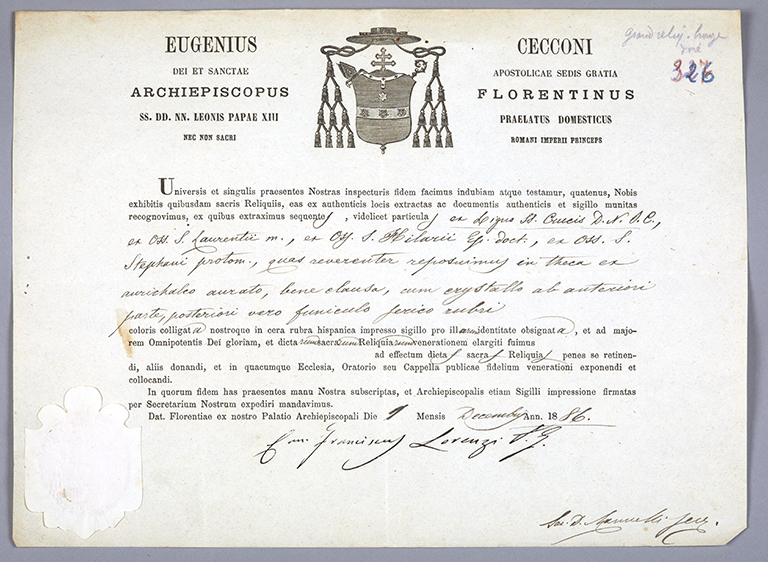 EUGENIUS CECCONI
DEI ET SANCTAE APOSTOLICAE SEDIS GRATIA
ARCHIEPISCOPUS FLORENTINUS
SS. DD. NN. LEONIS PAPAE XIII PRAELATUS DOMESTICUS
NEC NON SACRI ROMANI IMPERII PRINCEPS
Grand reliq.
326
Universis et singulis praesentes Nostras inspecturis fidem facimus indubiam atque testamur, quatenus, Nobis
exhibitis quibusdam sacris Reliquiis, eas ex authenticis locis extractas ac documentis authenticis et sigillo munitas
recognovimus, ex quibus extraximus sequentes, videlicet particulas ex Ligno SS. Crucis D. N. J. C.,
ex Oss. S. Laurentii m., ex Oss. S. Hilarii Ep. doct., ex Oss. S.
Stephani protom., quas reverenter reposuimus in theca ex
aurichalco aurato, bene clausa, cum crystallo ab anteriori
parte, posteriori vero funiculo serico rubri
coloris colligata nostroque in cera rubra hispanica impresso sigillo pro illarum identitate obsignata, et ad majo-
rem Omnipotentis Dei gloriam, et dictarum sacrarum Reliquiarum venerationem elargiti fuimus
ad effectum dictas sacras Reliquias penes se retinen-
di, aliis donandi, et in quacumque Ecclesia, Oratorio seu Cappella publicae fidelium venerationi exponendi et
collocandi.
In quorum fidem has praesentes manu Nostra subscriptas, et Archiepiscopalis etiam Sigilli impressione firmatas
per Secretarium Nostrum expediri mandavimus.
Dat. Florentiae ex nostro Palatio Archiepiscopali Die 1 Mensis Decembris Ann. 1886.
Can. Franciscus Lorenzi V. G.